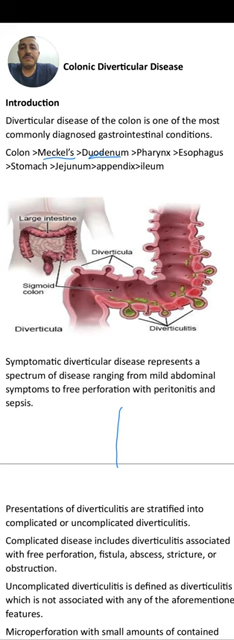 Colonic Diverticular Disease
Introduction
Diverticular disease of the colon is one of the most
commonly diagnosed gastrointestinal conditions.
Colon >Meckel's >Duodenum >Pharynx >Esophagus
>Stomach >Jejunum>appendix>ileum
Large intestine
Diverticula
Sigmoid
colon
Diverticula
Diverticulitis
Symptomatic diverticular disease represents a
spectrum of disease ranging from mild abdominal
symptoms to free perforation with peritonitis and
sepsis.
Presentations of diverticulitis are stratified into
complicated or uncomplicated diverticulitis.
Complicated disease includes diverticulitis associated
with free perforation, fistula, abscess, stricture, or
obstruction.
Uncomplicated diverticulitis is defined as diverticulitis
which is not associated with any of the aforementione
features.
Microperforation with small amounts of contained